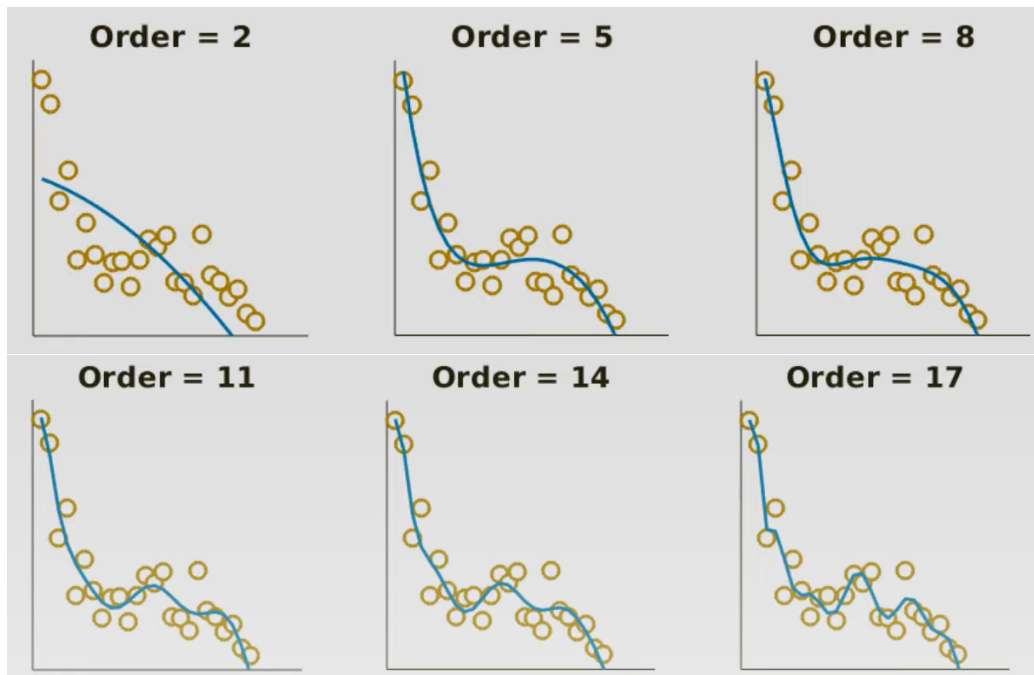 Order = 2
Order = 5
Order = 8
Order = 11
Order = 14
Order = 17